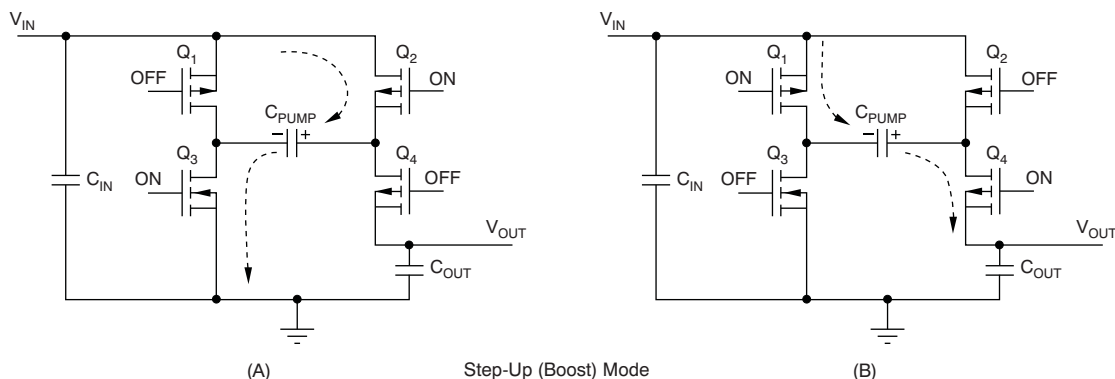 V_IN
Q_1
OFF
Q_2
ON
C_PUMP
− +
Q_3
ON
Q_4
OFF
C_IN
V_OUT
C_OUT
(A)
V_IN
Q_1
ON
Q_2
OFF
C_PUMP
− +
Q_3
OFF
Q_4
ON
C_IN
V_OUT
C_OUT
(B)
Step-Up (Boost) Mode